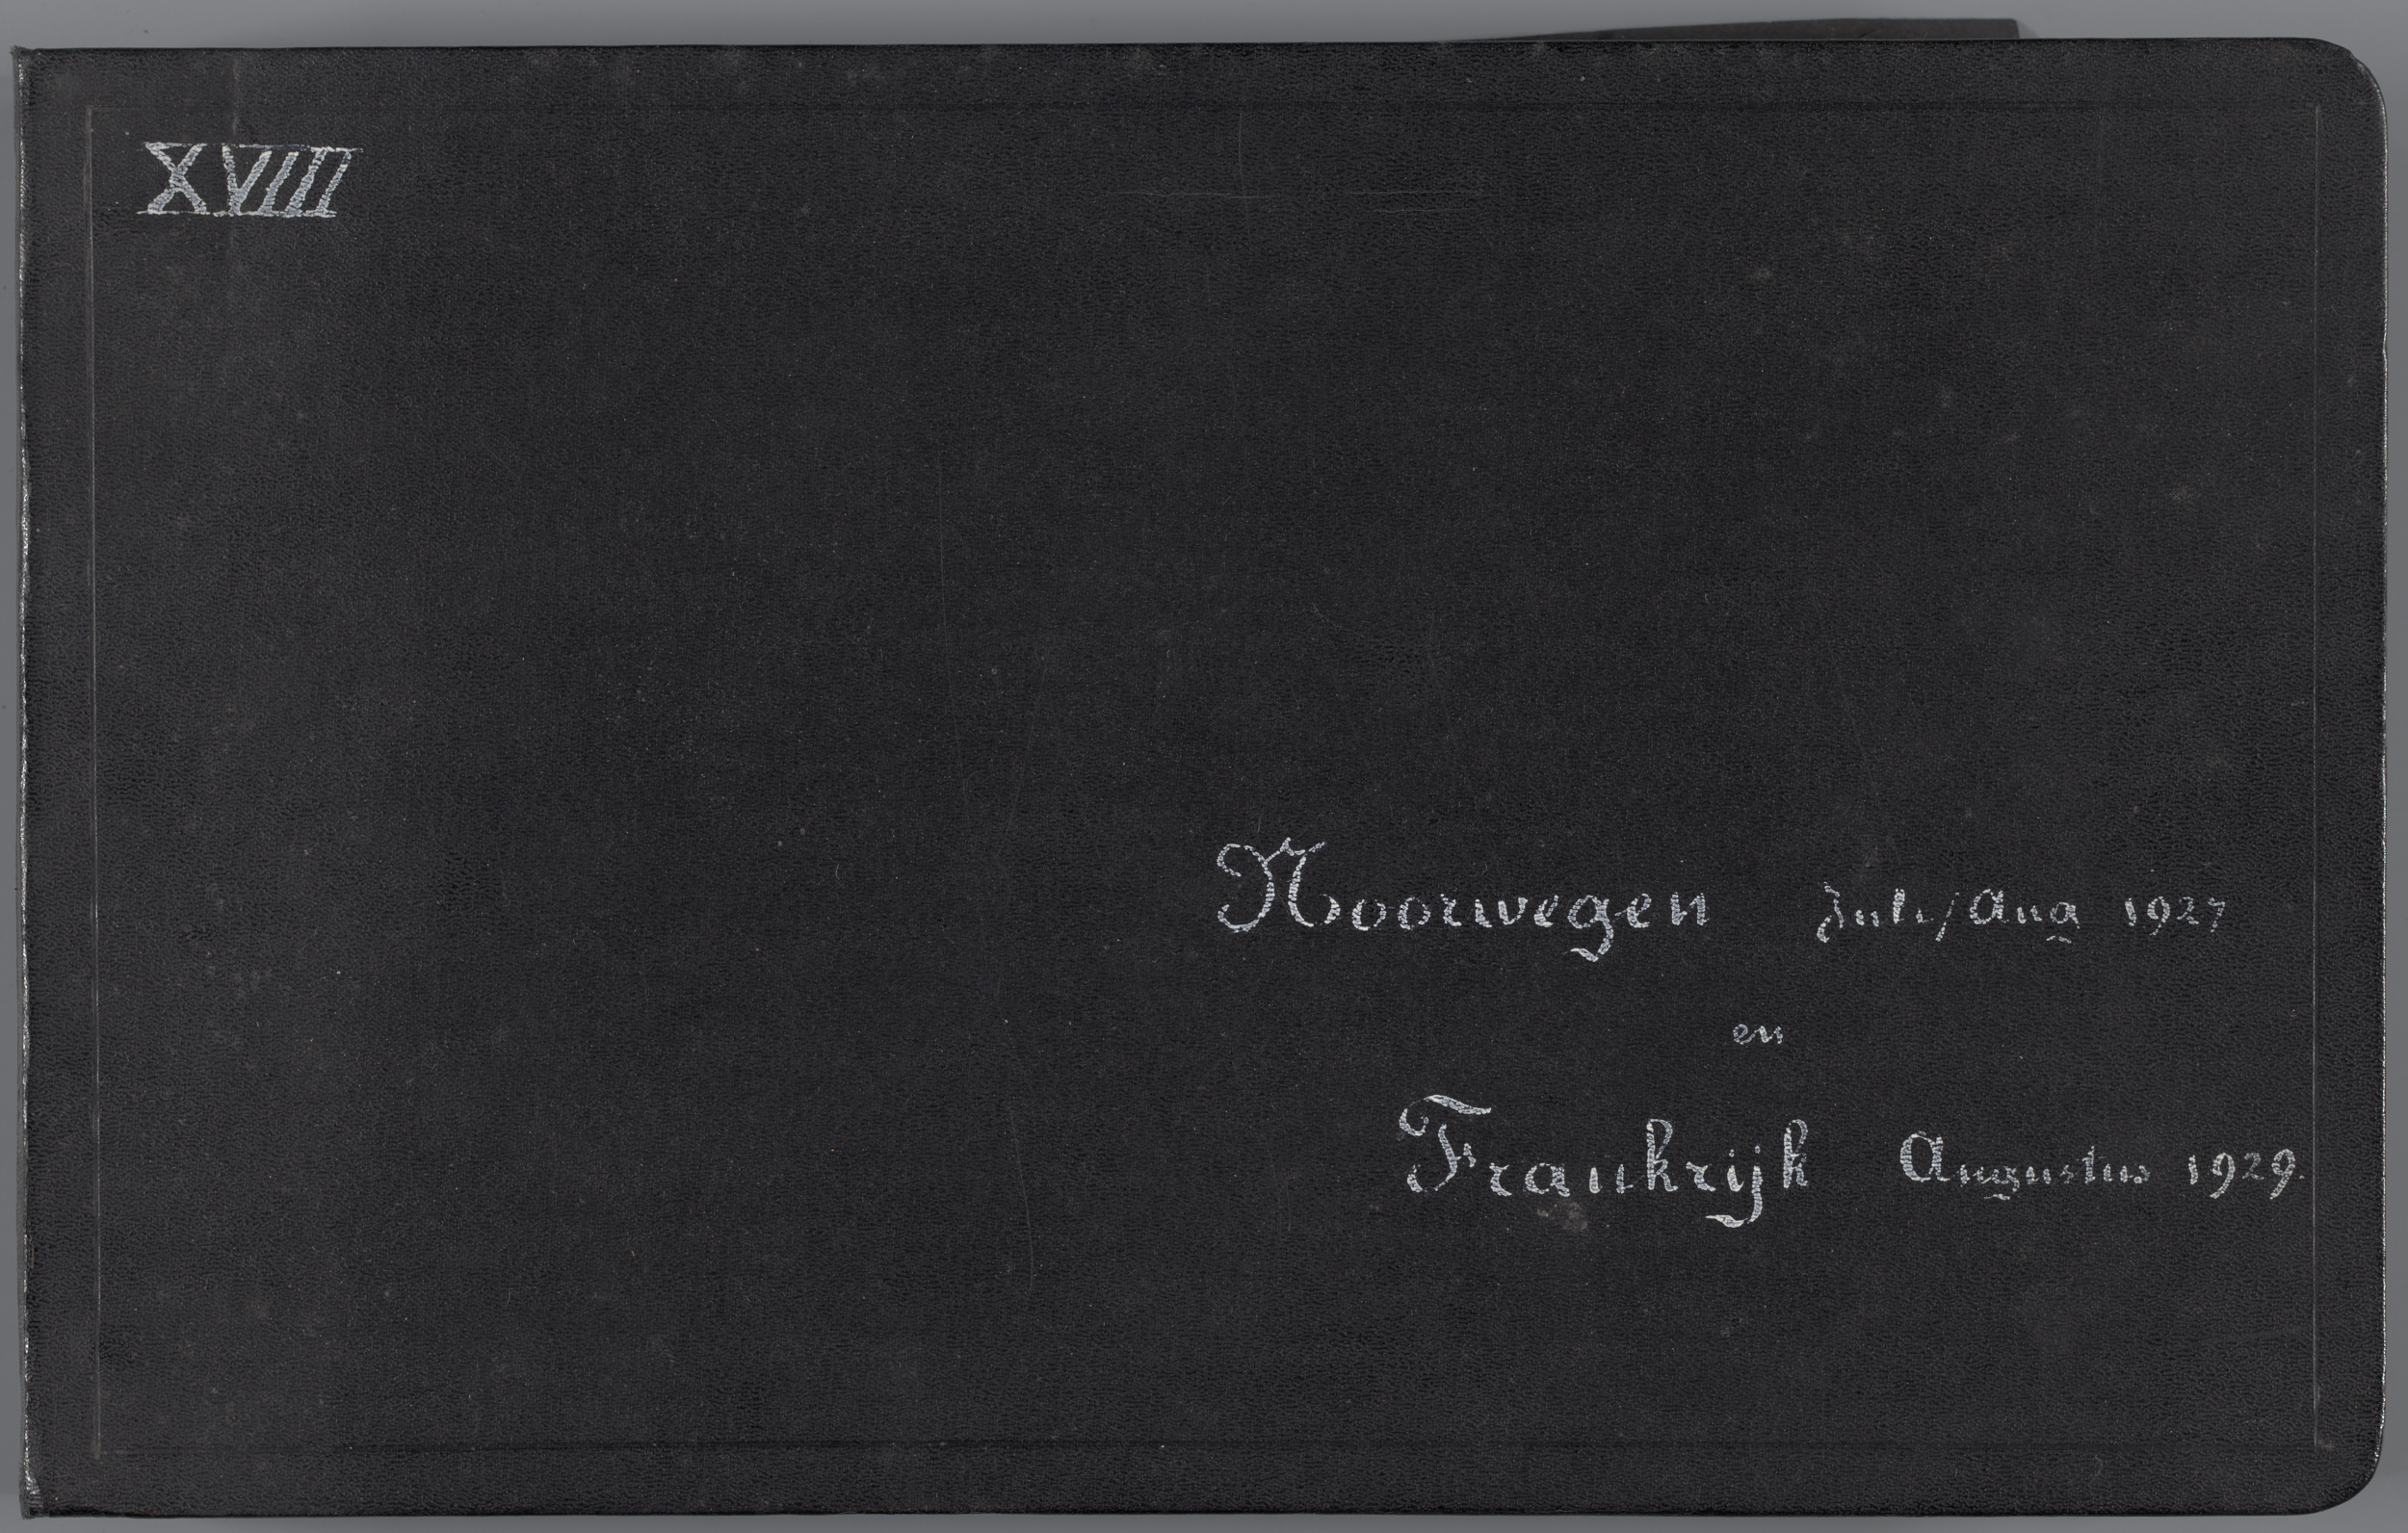 XVIII
Noorwegen Juli/Aug 1927
en
Frankrijk Augustus 1929.